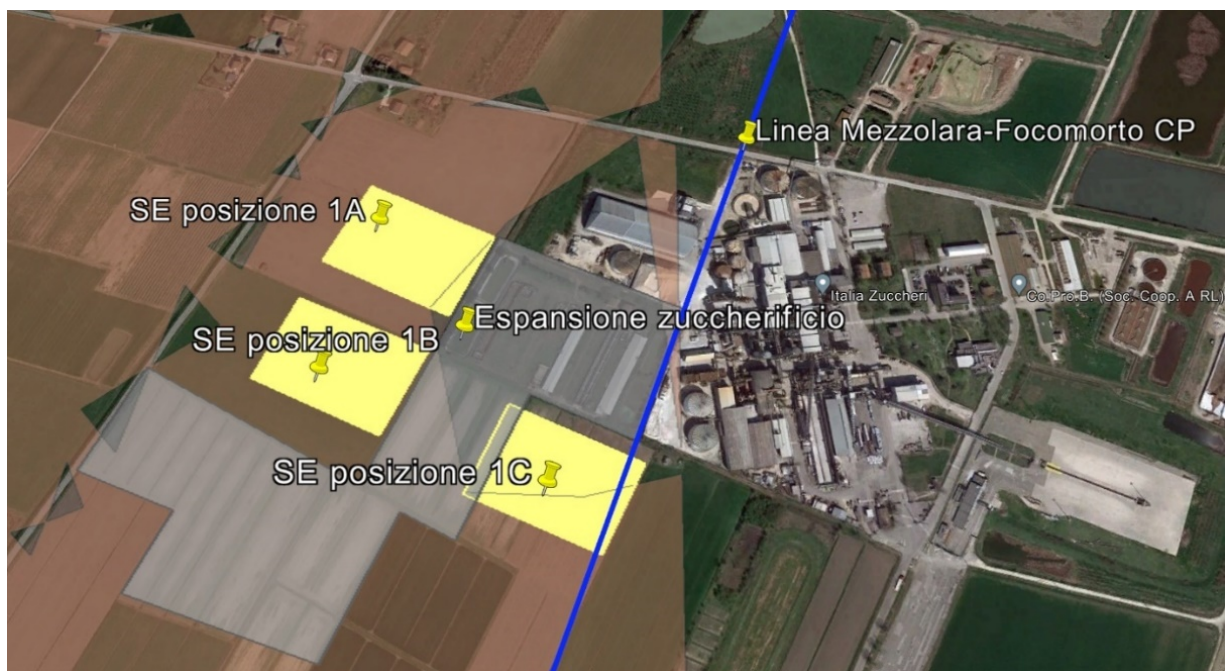 Linea Mezzolara-Focomorto CP
SE posizione 1A
Espansione zuccherificio
SE posizione 1B
Italia Zuccheri
Co.Pro.B. (Soc. Coop. A RL)
SE posizione 1C